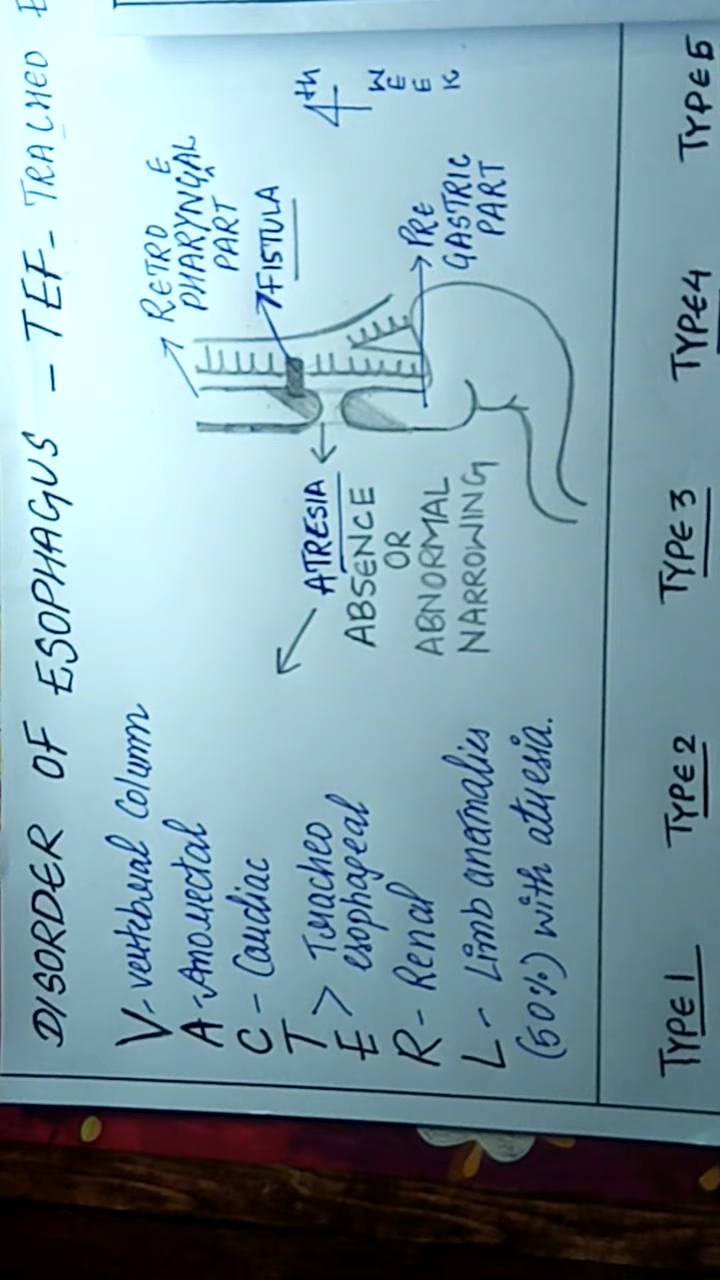 DISORDER OF ESOPHAGUS - TEF- TRACHEO E
V- vertebral Column
A- Anorectal
C - Cardiac
T
E > Tracheo
esophageal
R - Renal
L - Limb anomalies
(50%) with atresia.
ATRESIA
ABSENCE
OR
ABNORMAL
NARROWING
RETRO
PHARYNGAL
E
PART
FISTULA
PRE
GASTRIC
PART
4th
WEEK
TYPE 1
TYPE 2
TYPE 3
TYPE 4
TYPE 5